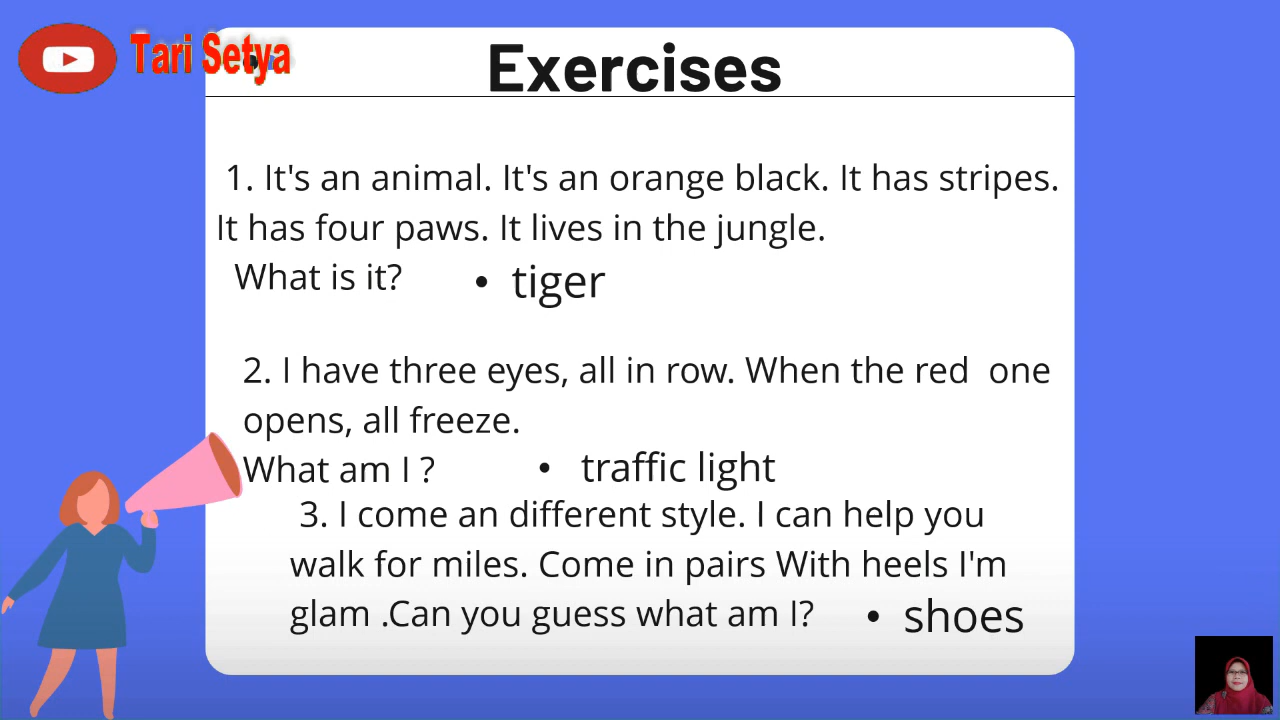 Tari Setya
Exercises
1. It's an animal. It's an orange black. It has stripes.
It has four paws. It lives in the jungle.
What is it? • tiger
2. I have three eyes, all in row. When the red one
opens, all freeze.
What am I ? • traffic light
3. I come an different style. I can help you
walk for miles. Come in pairs With heels I'm
glam .Can you guess what am I? • shoes